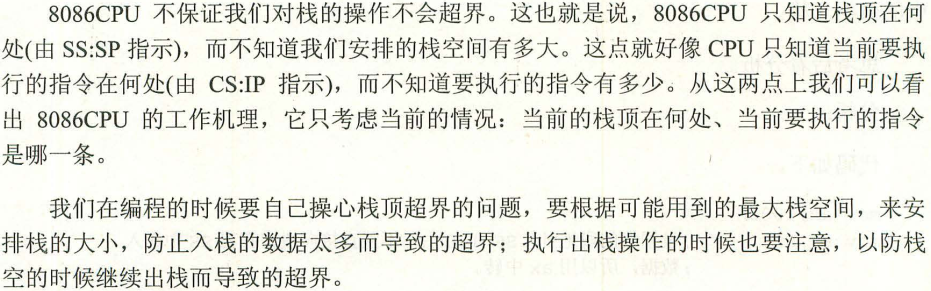 8086CPU 不保证我们对栈的操作不会超界。这也就是说，8086CPU 只知道栈顶在何
处(由 SS:SP 指示)，而不知道我们安排的栈空间有多大。这点就好像 CPU 只知道当前要执
行的指令在何处(由 CS:IP 指示)，而不知道要执行的指令有多少。从这两点上我们可以看
出 8086CPU 的工作机理，它只考虑当前的情况：当前的栈顶在何处、当前要执行的指令
是哪一条。
我们在编程的时候要自己操心栈顶超界的问题，要根据可能用到的最大栈空间，来安
排栈的大小，防止入栈的数据太多而导致的超界；执行出栈操作的时候也要注意，以防栈
空的时候继续出栈而导致的超界。